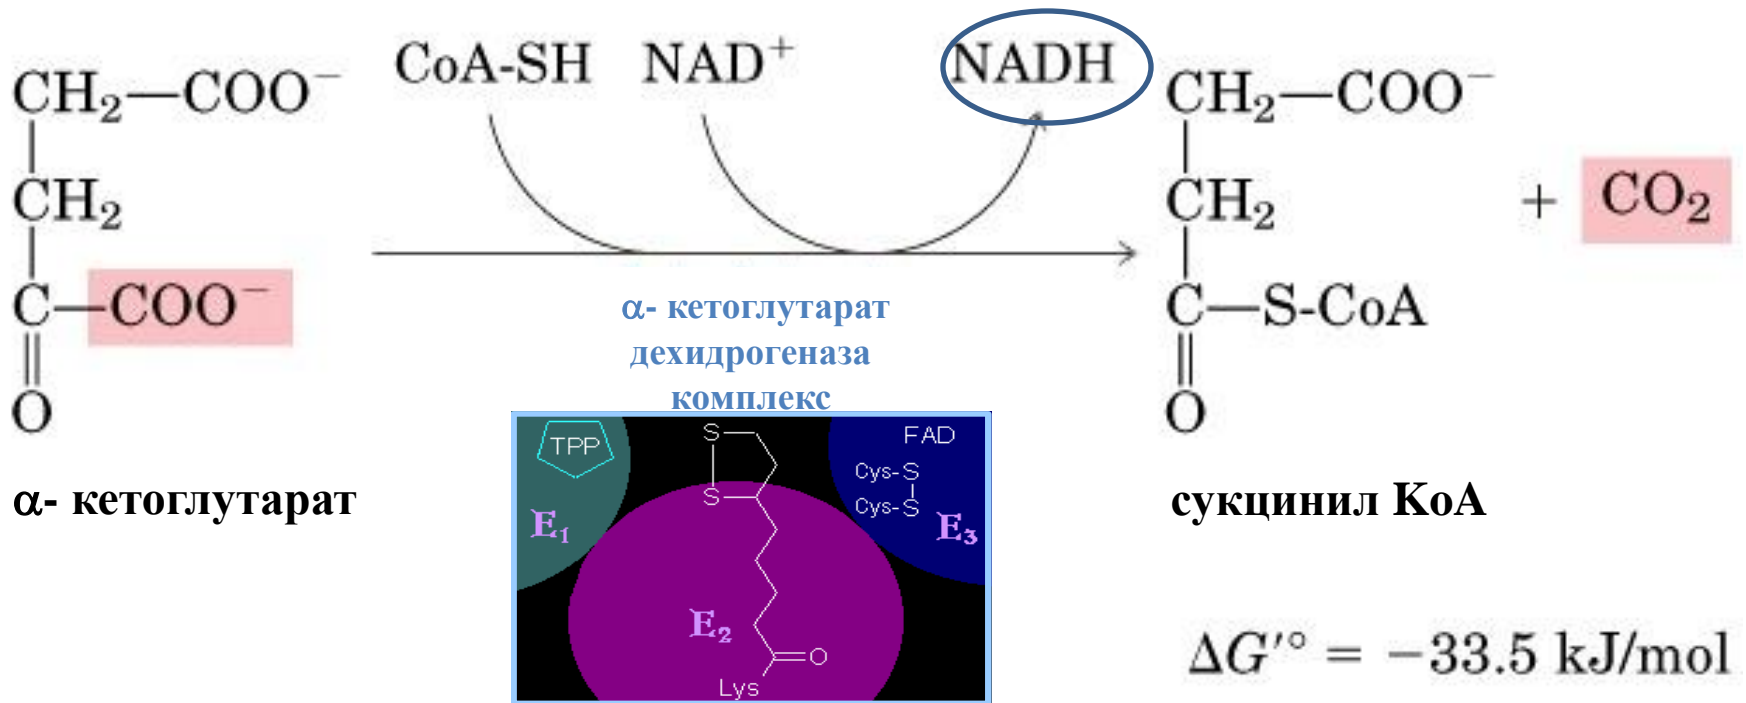 CoA-SH NAD⁺ NADH
CH₂—COO⁻
CH₂
C—COO⁻
O
α- кетоглутарат
α- кетоглутарат
дехидрогеназа
комплекс
TPP
E₁
S
S
E₂
O
Lys
FAD
Cys-S
Cys-S
E₃
CH₂—COO⁻
CH₂
C—S-CoA
O
+ CO₂
сукцинил КоА
ΔG′° = −33.5 kJ/mol